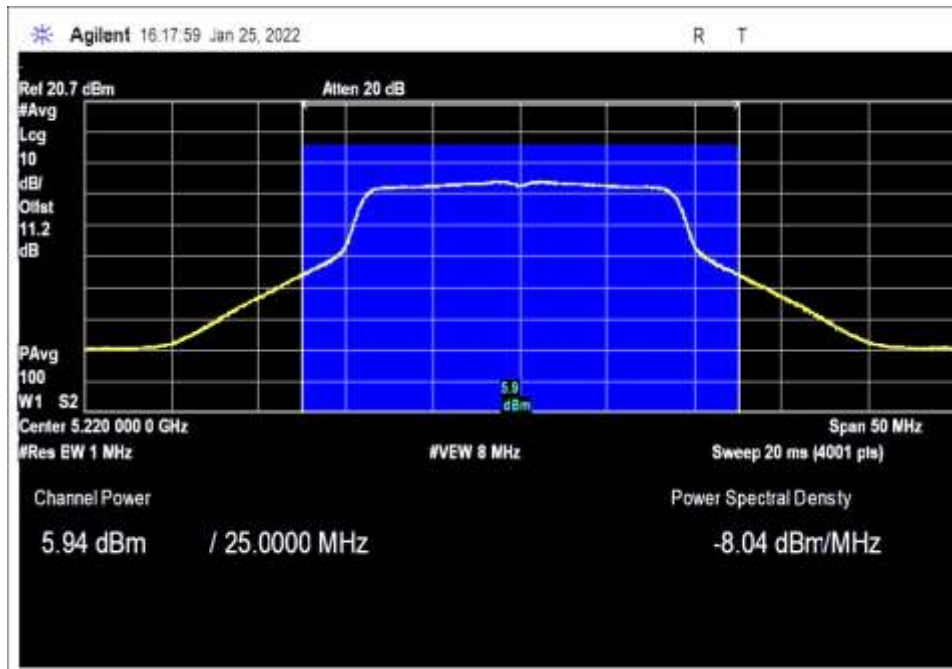 Agilent 16:17:59 Jan 25, 2022 R T
Ref 20.7 dBm Atten 20 dB
#Avg
Log
10
dB/
Offst
11.2
dB
PAvg
100
W1 S2
5.9
dBm
Center 5.220 000 0 GHz Span 50 MHz
#Res BW 1 MHz #VBW 8 MHz Sweep 20 ms (4001 pts)
Channel Power Power Spectral Density
5.94 dBm / 25.0000 MHz -8.04 dBm/MHz